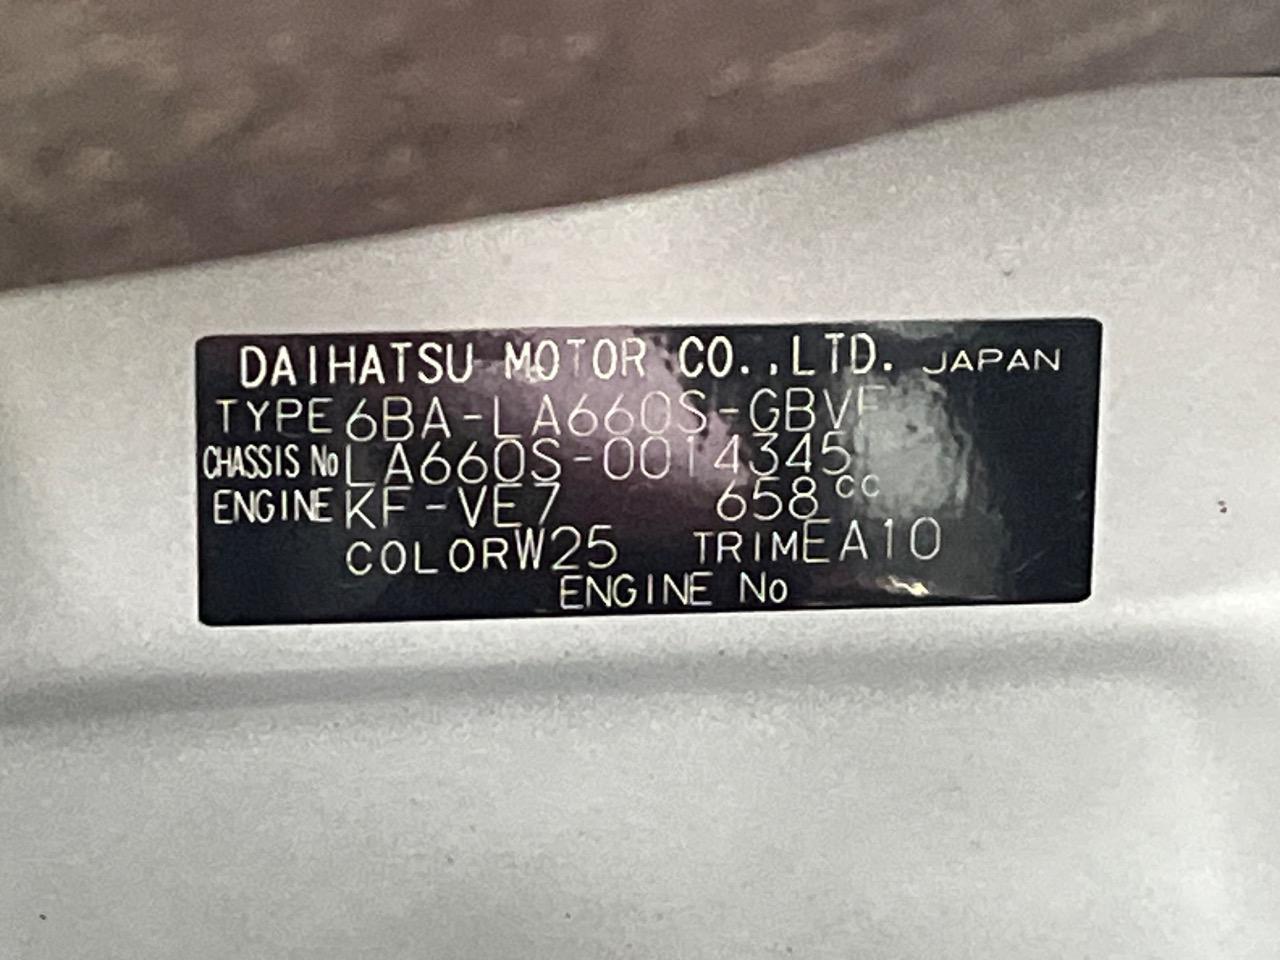 DAIHATSU MOTOR CO.,LTD. JAPAN
TYPE 6BA-LA660S-GBVF
CHASSIS No LA660S-0014345
ENGINE KF-VE7 658cc
COLOR W25 TRIM EA10
ENGINE No